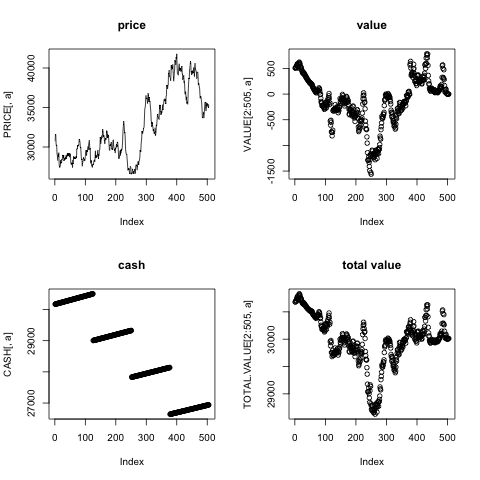 price
PRICE[, a]
30000 35000 40000
0 100 200 300 400 500
Index
value
VALUE[2:505, a]
-1500 -500 0 500
0 100 200 300 400 500
Index
cash
CASH[, a]
27000 29000
0 100 200 300 400 500
Index
total value
TOTAL.VALUE[2:505, a]
29000 30000
0 100 200 300 400 500
Index